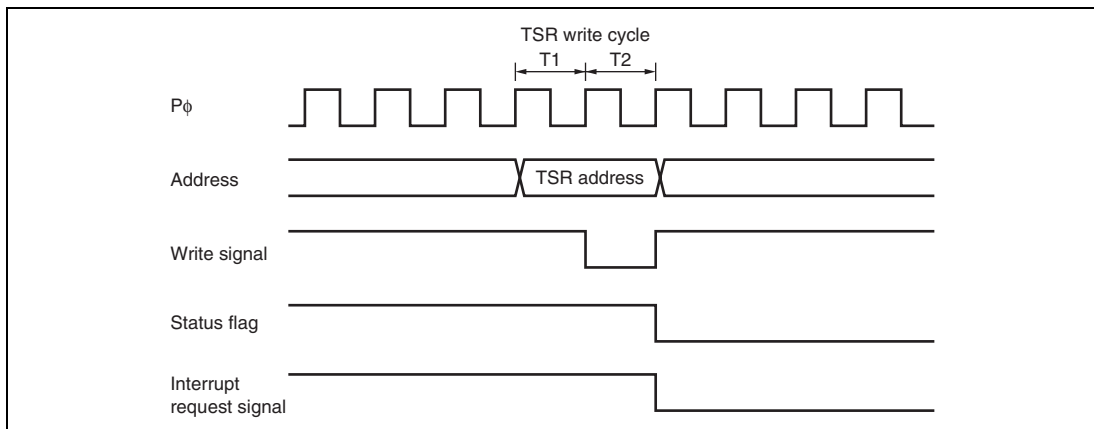 TSR write cycle
T1 T2
Pϕ
Address
TSR address
Write signal
Status flag
Interrupt
request signal